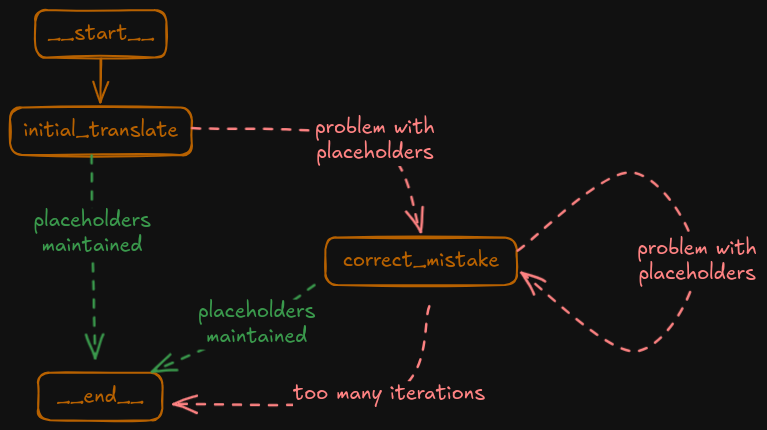 __start__
initial_translate
problem with
placeholders
placeholders
maintained
correct_mistake
problem with
placeholders
placeholders
maintained
too many iterations
__end__